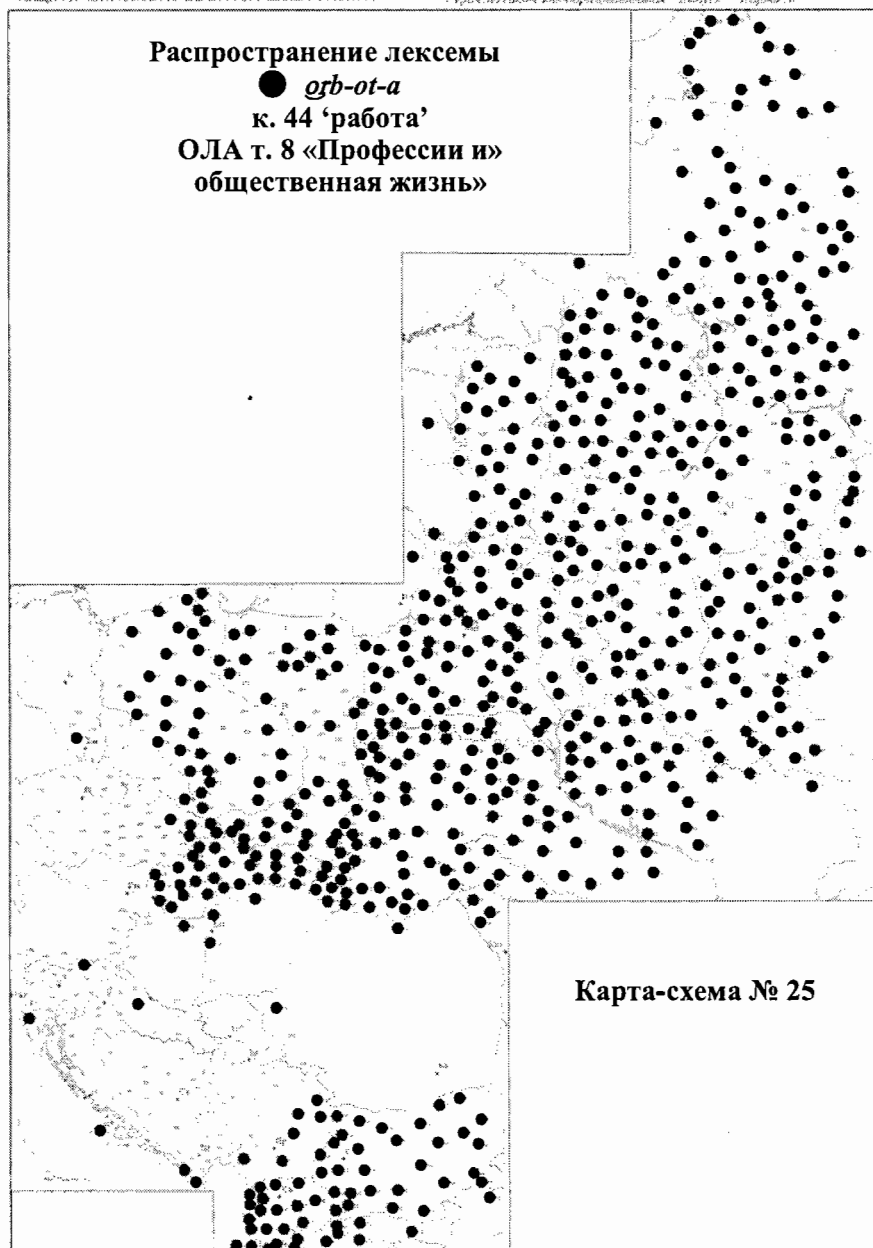 Распространение лексемы
orb-ot-a
к. 44 ‘работа’
ОЛА т. 8 «Профессии и»
общественная жизнь»
Карта-схема № 25